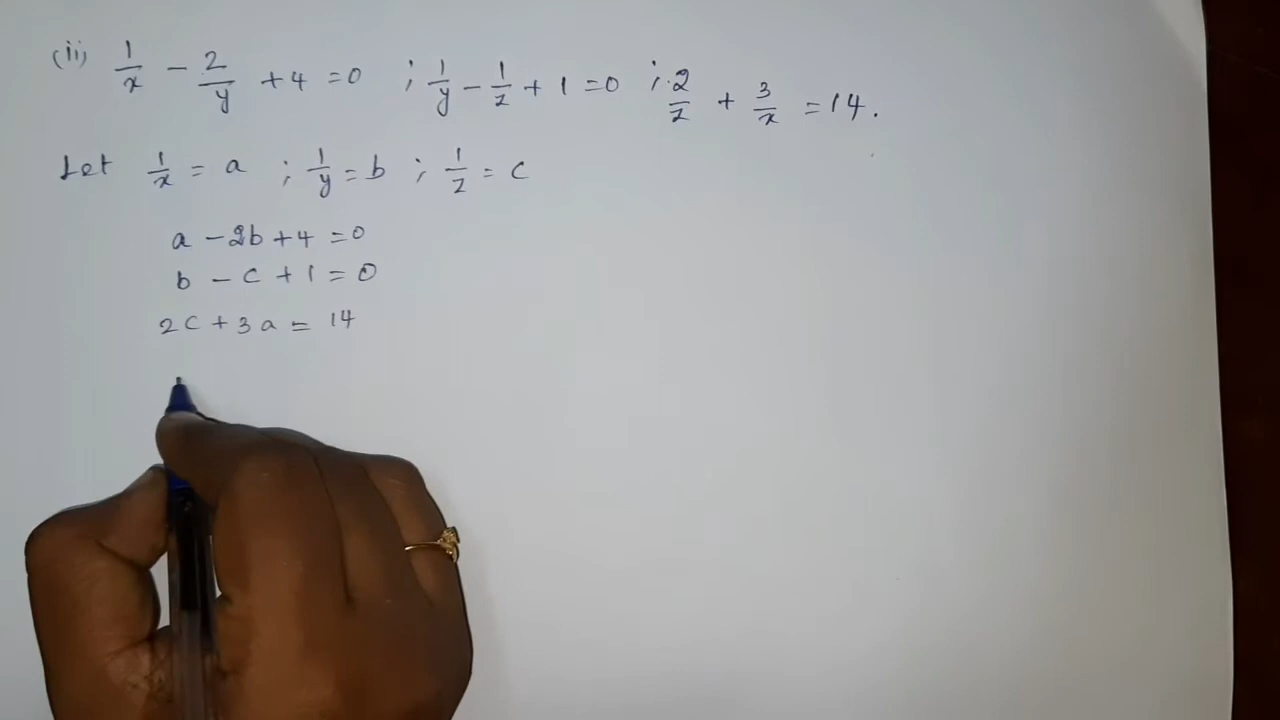 (ii) 1/x - 2/y + 4 = 0 ; 1/y - 1/z + 1 = 0 ; 2/z + 3/x = 14.
Let 1/x = a ; 1/y = b ; 1/z = c
a - 2b + 4 = 0
b - c + 1 = 0
2c + 3a = 14